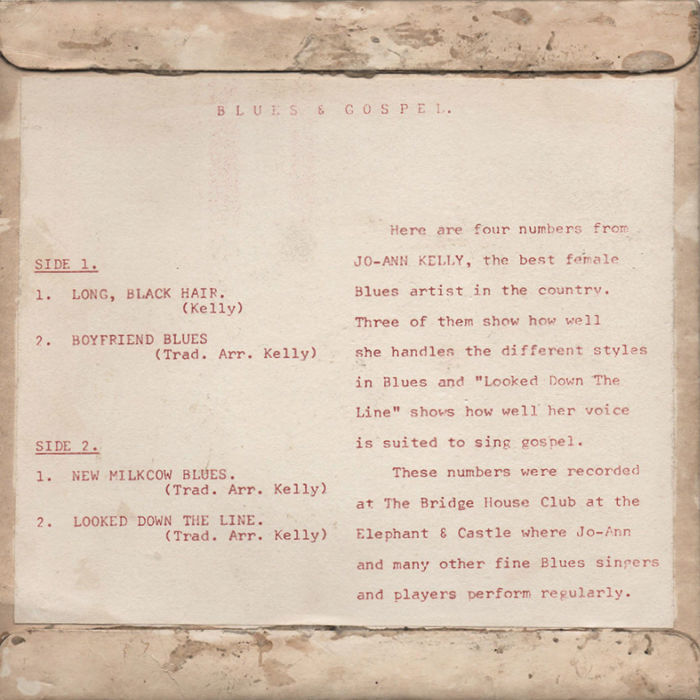 BLUES & GOSPEL.
SIDE 1.
1. LONG, BLACK HAIR.
(Kelly)
2. BOYFRIEND BLUES
(Trad. Arr. Kelly)
SIDE 2.
1. NEW MILKCOW BLUES.
(Trad. Arr. Kelly)
2. LOOKED DOWN THE LINE.
(Trad. Arr. Kelly)
Here are four numbers from
JO-ANN KELLY, the best female
Blues artist in the country.
Three of them show how well
she handles the different styles
in Blues and "Looked Down The
Line" shows how well her voice
is suited to sing gospel.
These numbers were recorded
at The Bridge House Club at the
Elephant & Castle where Jo-Ann
and many other fine Blues singers
and players perform regularly.